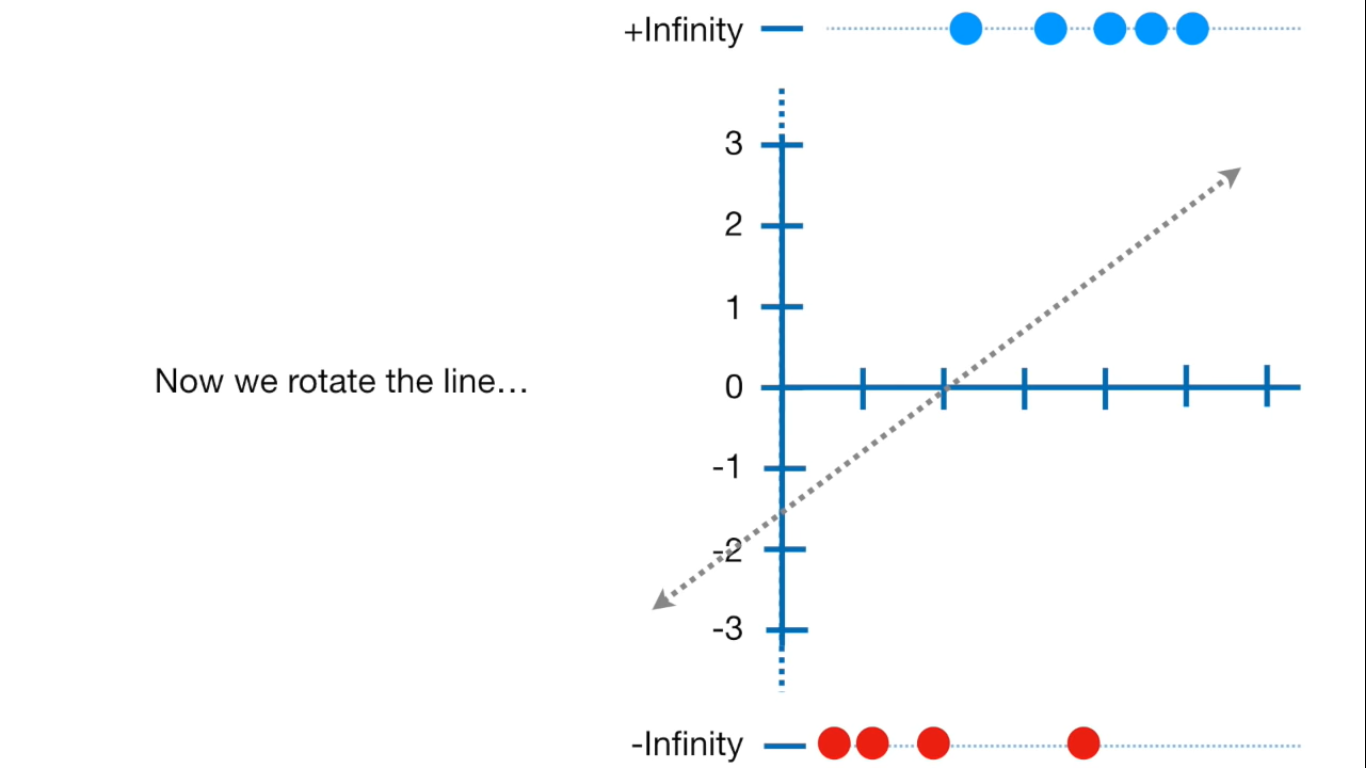 +Infinity
3
2
1
0
Now we rotate the line…
-1
-2
-3
-Infinity